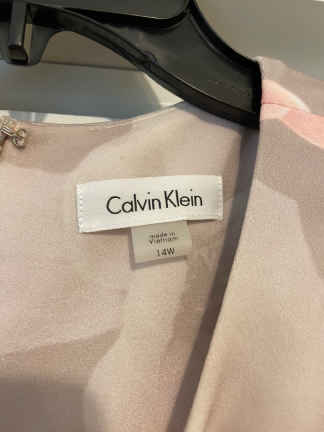 Calvin Klein
made in
Vietnam
14W